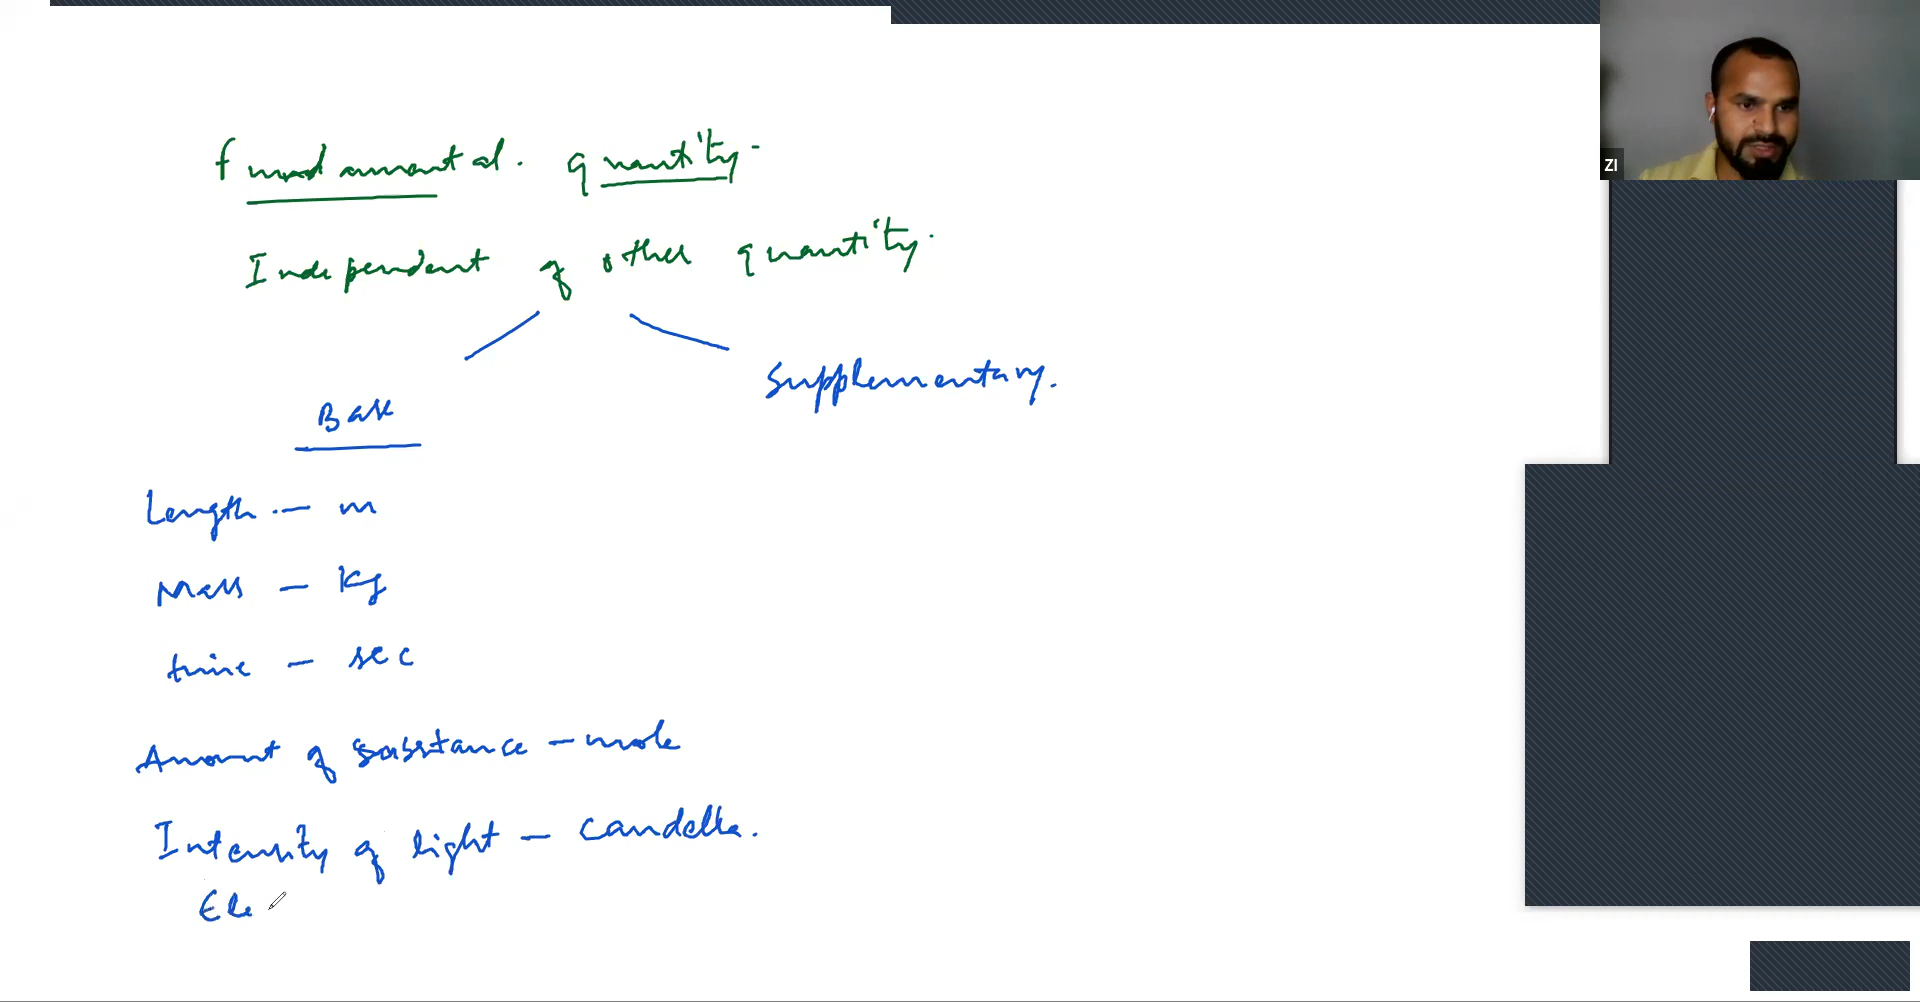 fundamental. quantity.
Independent of other quantity.
Base
Supplementary.
Length - m
Mass - Kg
time - sec
Amount of substance - mole
Intensity of light - candella.
Ele
ZI